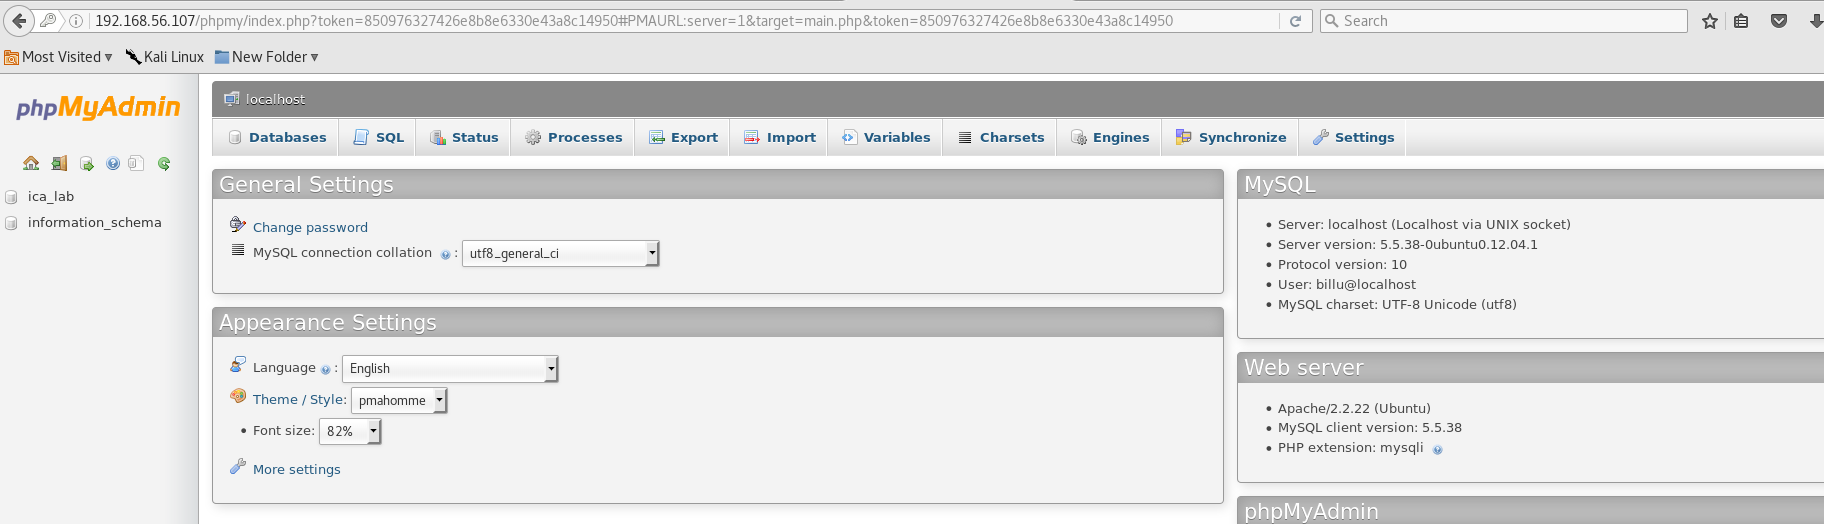 192.168.56.107/phpmy/index.php?token=850976327426e8b8e6330e43a8c14950#PMAURL:server=1&target=main.php&token=850976327426e8b8e6330e43a8c14950
Search
Most Visited Kali Linux New Folder
phpMyAdmin
localhost
Databases SQL Status Processes Export Import Variables Charsets Engines Synchronize Settings
ica_lab
information_schema
General Settings
Change password
MySQL connection collation : utf8_general_ci
Appearance Settings
Language : English
Theme / Style: pmahomme
• Font size: 82%
More settings
MySQL
• Server: localhost (Localhost via UNIX socket)
• Server version: 5.5.38-0ubuntu0.12.04.1
• Protocol version: 10
• User: billu@localhost
• MySQL charset: UTF-8 Unicode (utf8)
Web server
• Apache/2.2.22 (Ubuntu)
• MySQL client version: 5.5.38
• PHP extension: mysqli
phpMyAdmin